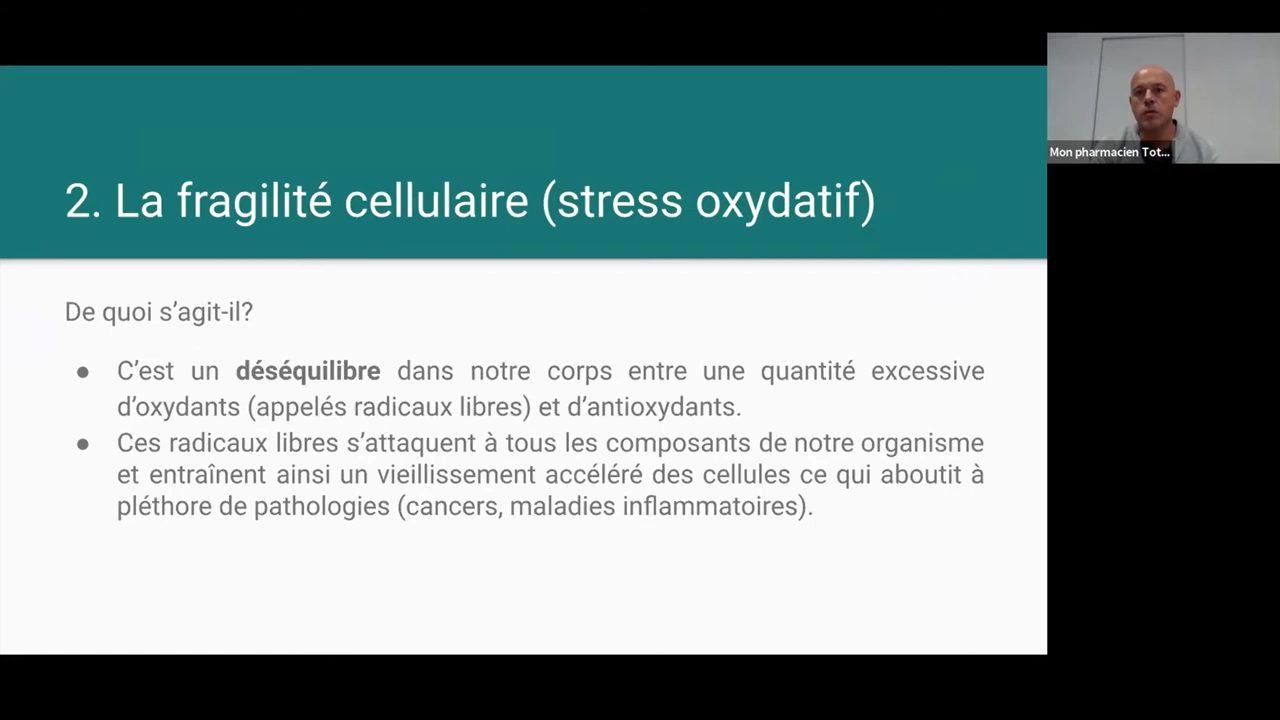 2. La fragilité cellulaire (stress oxydatif)
De quoi s’agit-il?
● C’est un déséquilibre dans notre corps entre une quantité excessive
d’oxydants (appelés radicaux libres) et d’antioxydants.
● Ces radicaux libres s’attaquent à tous les composants de notre organisme
et entraînent ainsi un vieillissement accéléré des cellules ce qui aboutit à
pléthore de pathologies (cancers, maladies inflammatoires).
Mon pharmacien Tot...